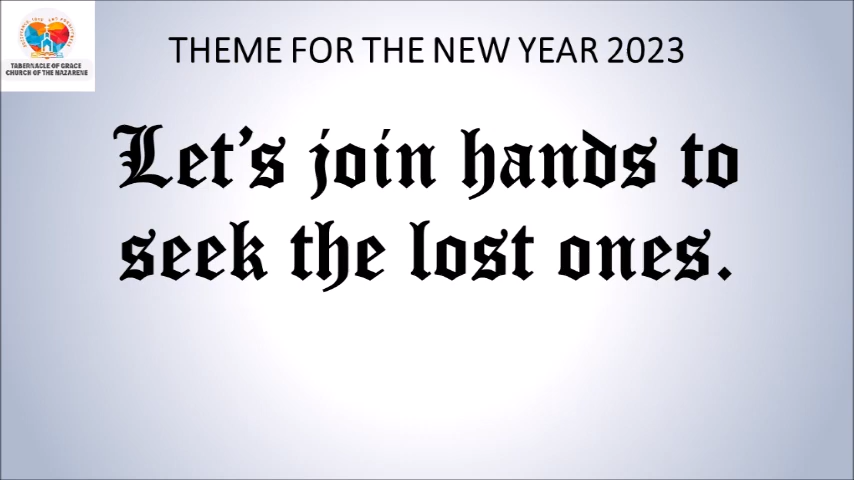 TABERNACLE OF GRACE
CHURCH OF THE NAZARENE
THEME FOR THE NEW YEAR 2023
Let's join hands to
seek the lost ones.